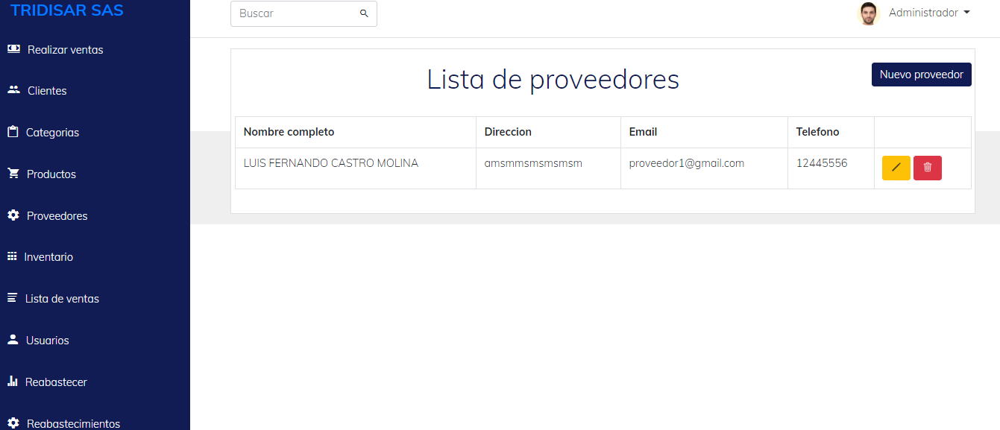 TRIDISAR SAS
Buscar
Administrador
Realizar ventas
Clientes
Categorias
Productos
Proveedores
Inventario
Lista de ventas
Usuarios
Reabastecer
Reabastecimientos
Lista de proveedores
Nuevo proveedor
Nombre completo Direccion Email Telefono
LUIS FERNANDO CASTRO MOLINA amsmmsmsmsmsm proveedor1@gmail.com 12445556